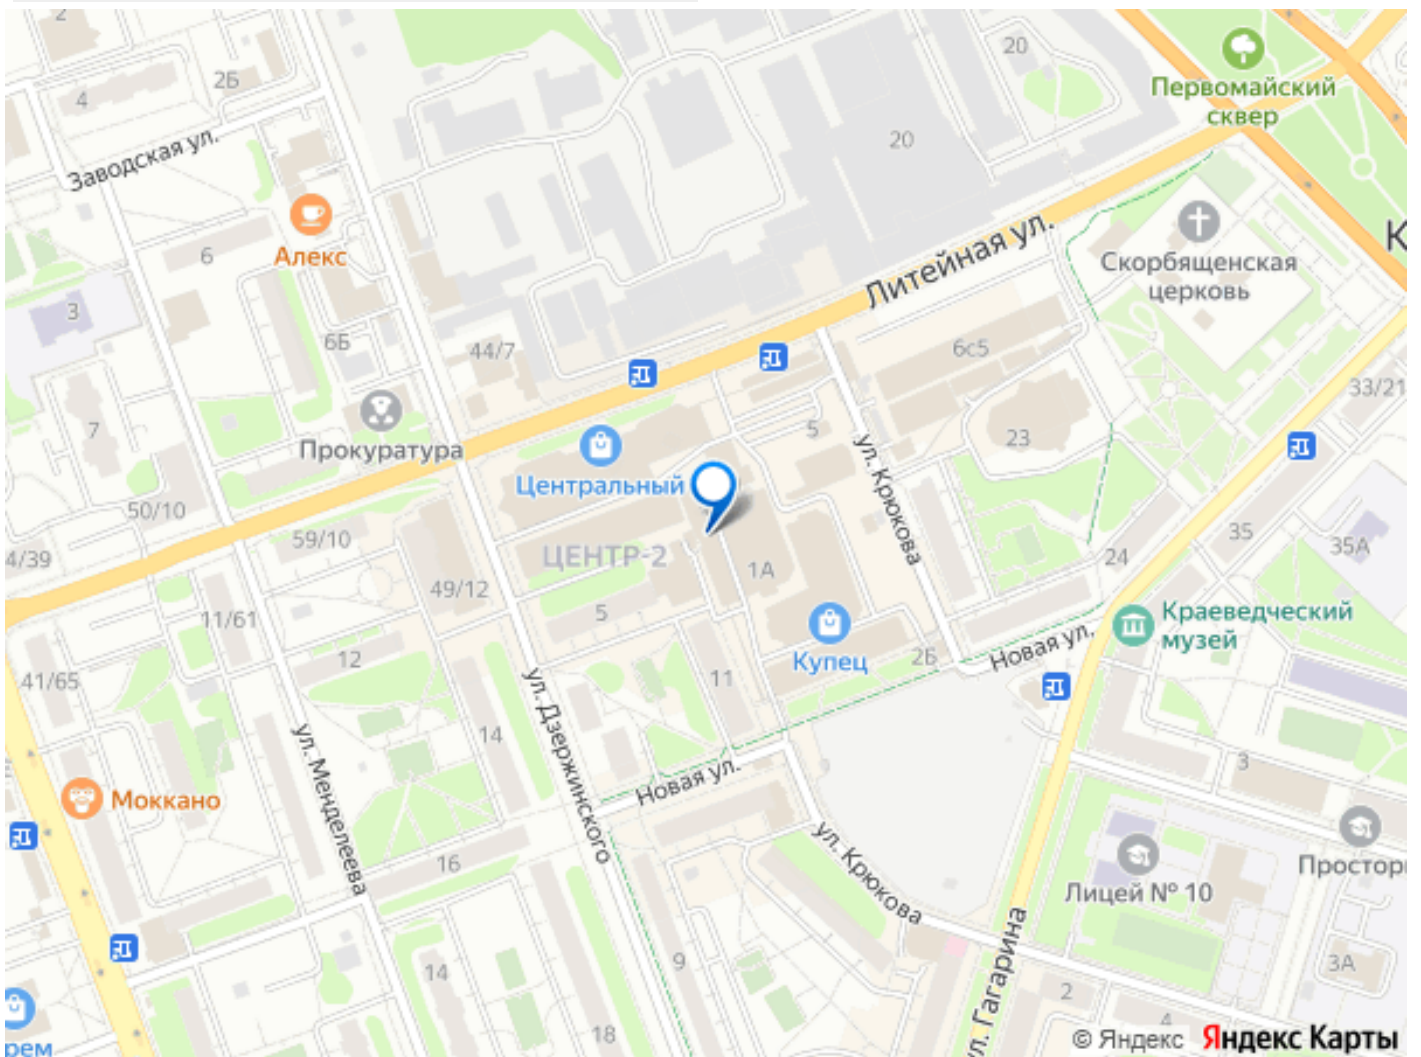 2
2Б
20
4
Заводская ул.
20
Первомайский
сквер
Алекс
6
3
6Б
44/7
Литейная ул.
Скорбященская
церковь
К
6с5
33/21
7
Прокуратура
Центральный
5
23
ул. Крюкова
50/10
59/10
4/39
ЦЕНТР-2
1А
49/12
5
11/61
12
41/65
35
35А
24
Краеведческий
музей
Купец
2Б
Новая ул.
11
14
ул. Дзержинского
ул. Менделеева
Новая ул.
3
Моккано
16
ул. Крюкова
Лицей № 10
Простор
9
14
18
2
3А
4
ул. Гагарина
рем
© Яндекс Яндекс Карты